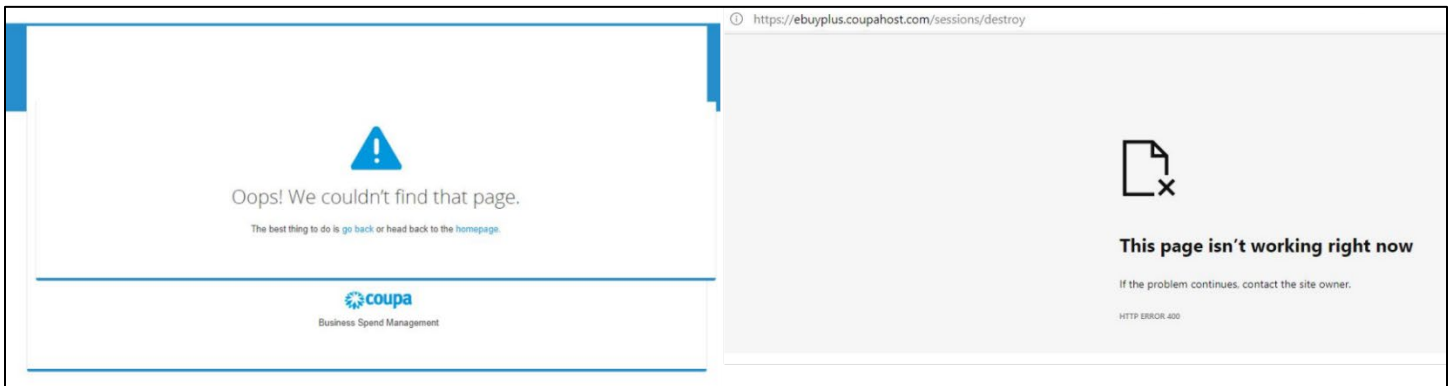 Oops! We couldn't find that page.
The best thing to do is go back or head back to the homepage.
coupa
Business Spend Management
https://ebuyplus.coupahost.com/sessions/destroy
This page isn't working right now
If the problem continues, contact the site owner.
HTTP ERROR 400